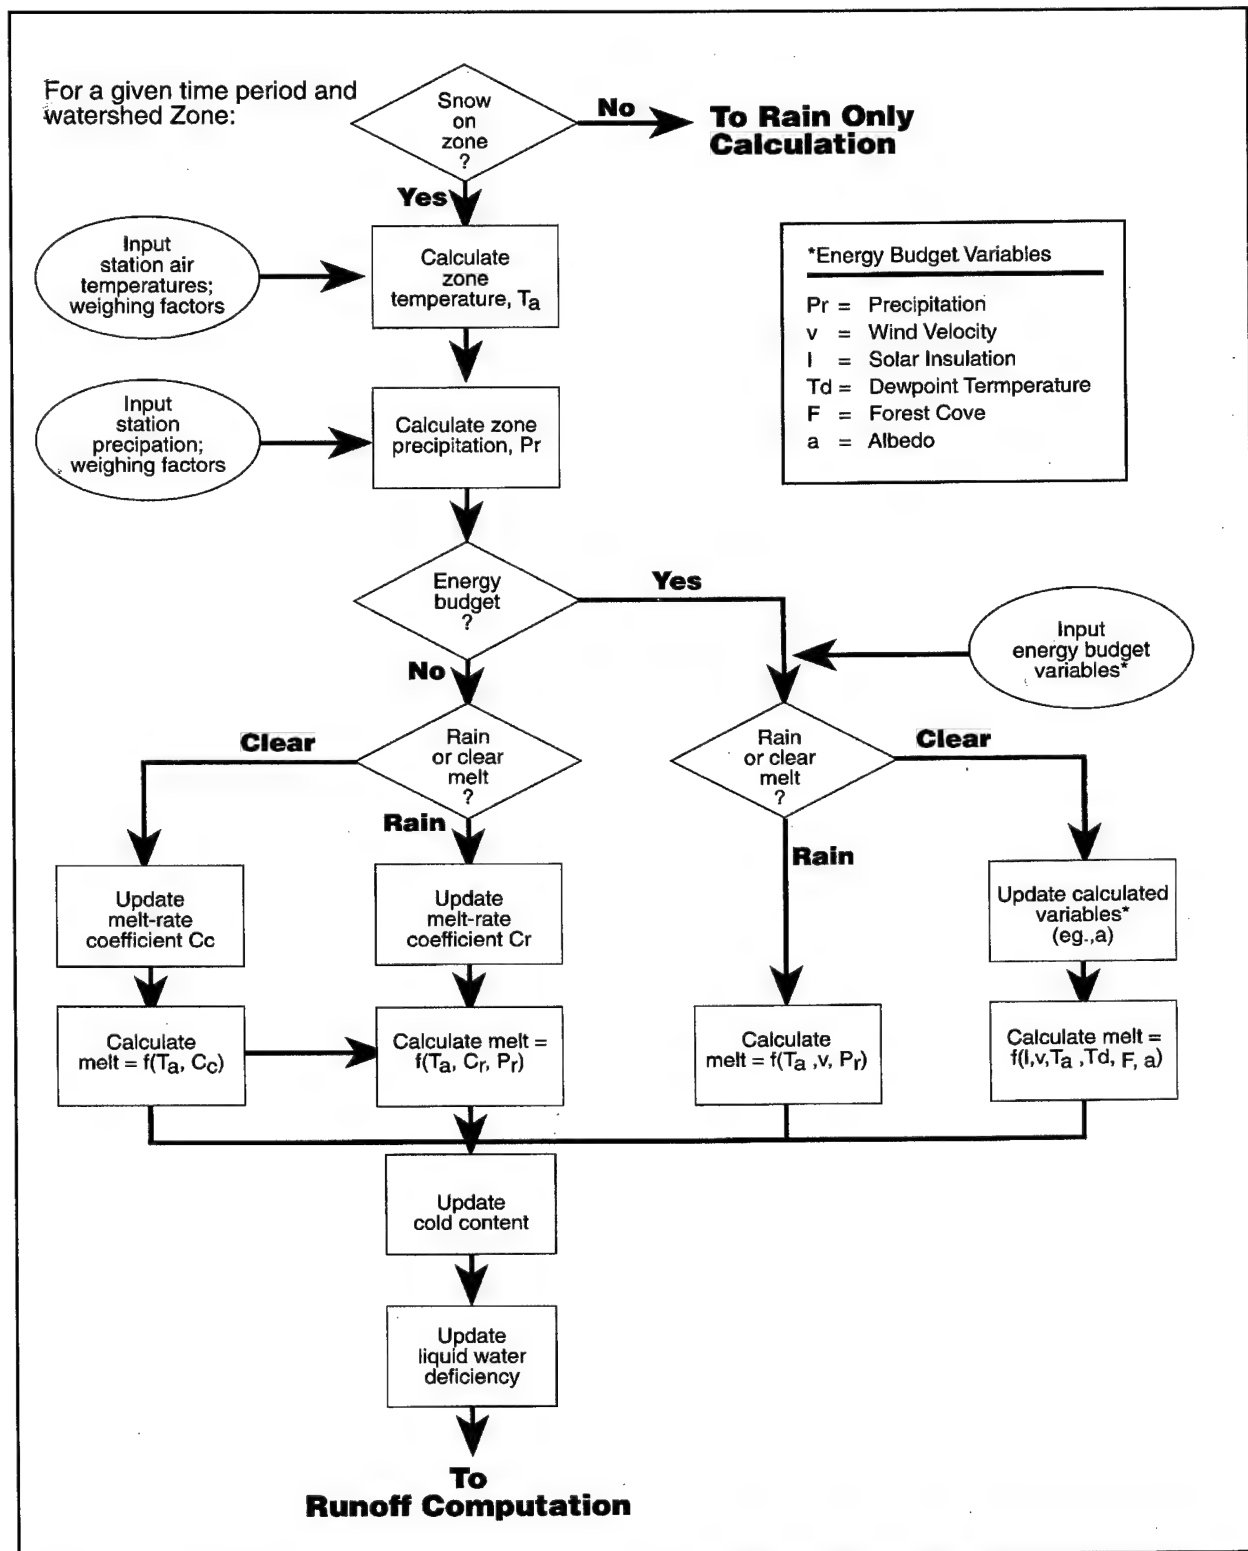 For a given time period and
watershed Zone:
Snow
on
zone
?
No
To Rain Only
Calculation
Yes
Input
station air
temperatures;
weighing factors
Calculate
zone
temperature, Ta
*Energy Budget Variables
Pr = Precipitation
v = Wind Velocity
I = Solar Insulation
Td = Dewpoint Termperature
F = Forest Cove
a = Albedo
Input
station
precipation;
weighing factors
Calculate zone
precipitation, Pr
Energy
budget
?
Yes
No
Input
energy budget
variables*
Clear
Rain
or clear
melt
?
Rain
Rain
or clear
melt
?
Clear
Rain
Update
melt-rate
coefficient Cc
Update
melt-rate
coefficient Cr
Update calculated
variables*
(eg.,a)
Calculate
melt = f(Ta, Cc)
Calculate melt =
f(Ta, Cr, Pr)
Calculate
melt = f(Ta ,v, Pr)
Calculate melt =
f(I,v,Ta ,Td, F, a)
Update
cold content
Update
liquid water
deficiency
To
Runoff Computation